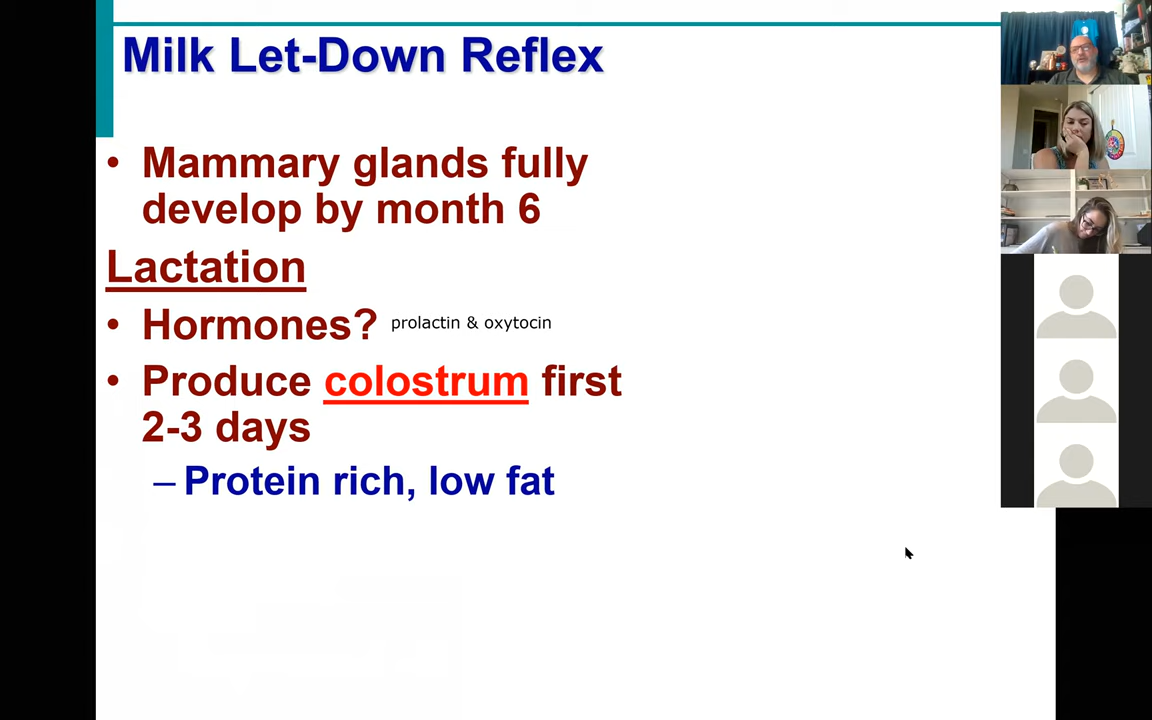 Milk Let-Down Reflex
• Mammary glands fully
develop by month 6
Lactation
• Hormones? prolactin & oxytocin
• Produce colostrum first
2-3 days
– Protein rich, low fat